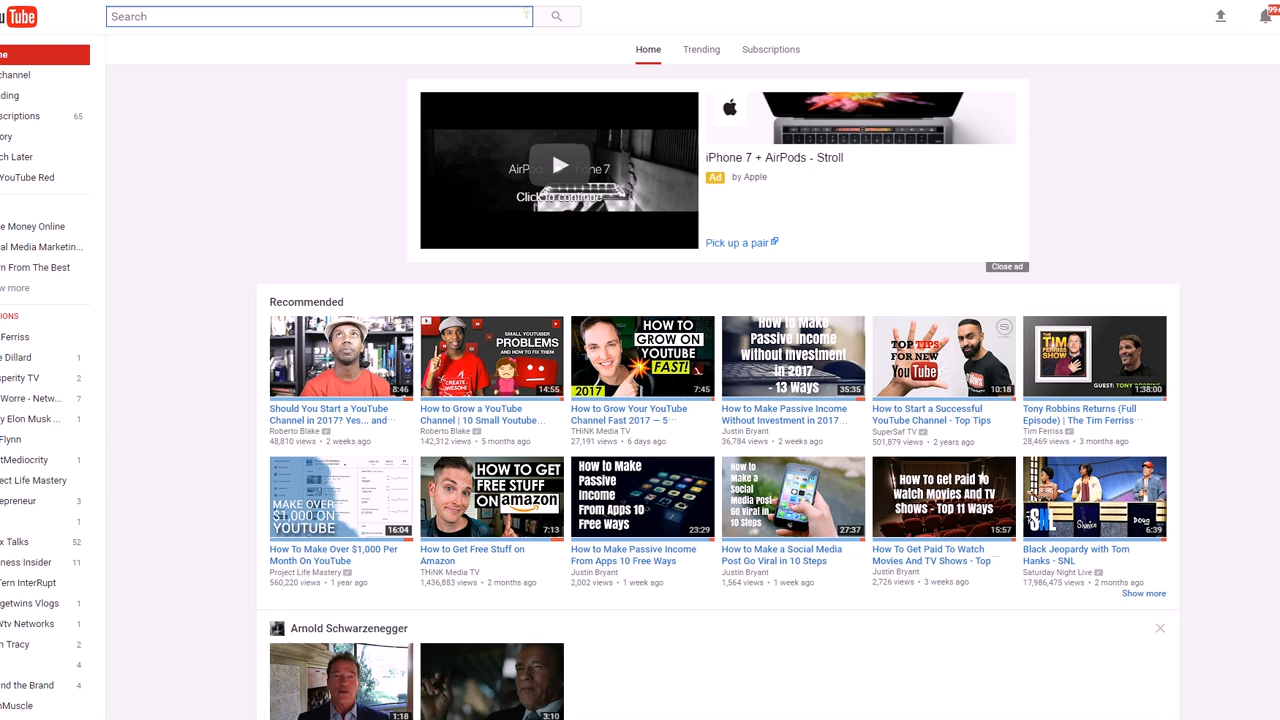 uTube
Search
99+
Home
Trending
Subscriptions
me
channel
ding
scriptions 65
ory
ch Later
YouTube Red
e Money Online
al Media Marketin...
rn From The Best
w more
IONS
Ferriss
e Dillard 1
sperity TV 2
Worre - Netw... 7
y Elon Musk ... 1
Flynn
tMediocrity 1
ect Life Mastery
epreneur 3
1
x Talks 52
ness Insider 11
Tern InterRupt
getwins Vlogs 1
Wtv Networks 1
n Tracy 2
4
nd the Brand 4
nMuscle
Click to continue
iPhone 7 + AirPods - Stroll
Ad by Apple
Pick up a pair
Close ad
Recommended
8:46
Should You Start a YouTube
Channel in 2017? Yes... and
Roberto Blake
48,810 views • 2 weeks ago
SMALL YOUTUBER
PROBLEMS
AND HOW TO FIX THEM
CREATE
AWESOME
14:55
How to Grow a YouTube
Channel | 10 Small Youtube...
Roberto Blake
142,312 views • 5 months ago
HOW TO
GROW ON
YOUTUBE
FAST!
2017
7:45
How to Grow Your YouTube
Channel Fast 2017 — 5
THiNK Media TV
27,191 views • 6 days ago
How to Make
Passive Income
Without Investment
in 2017
- 13 Ways
35:35
How to Make Passive Income
Without Investment in 2017...
Justin Bryant
36,784 views • 2 weeks ago
TOP TIPS
FOR NEW
YouTubers
10:18
How to Start a Successful
YouTube Channel - Top Tips
SuperSaf TV
501,879 views • 2 years ago
TIM
FERRISS
SHOW
GUEST: TONY ROBBINS
1:38:00
Tony Robbins Returns (Full
Episode) | The Tim Ferriss
Tim Ferriss
28,469 views • 3 months ago
MAKE OVER
$1,000 ON
YOUTUBE
16:04
How To Make Over $1,000 Per
Month On YouTube
Project Life Mastery
560,220 views • 1 year ago
HOW TO GET
FREE STUFF
ON amazon
7:13
How to Get Free Stuff on
Amazon
THiNK Media TV
1,436,883 views • 2 months ago
How to Make
Passive
Income
From Apps 10
Free Ways
23:29
How to Make Passive Income
From Apps 10 Free Ways
Justin Bryant
2,002 views • 1 week ago
How to
Make a
Social
Media Post
Go Viral in
10 Steps
27:37
How to Make a Social Media
Post Go Viral in 10 Steps
Justin Bryant
1,564 views • 1 week ago
How To Get Paid To
Watch Movies And TV
Shows - Top 11 Ways
15:57
How To Get Paid To Watch
Movies And TV Shows - Top ...
Justin Bryant
2,726 views • 3 weeks ago
SNL
Shanice
Doug
6:39
Black Jeopardy with Tom
Hanks - SNL
Saturday Night Live
17,986,475 views • 2 months ago
Show more
Arnold Schwarzenegger
1:18
3:10